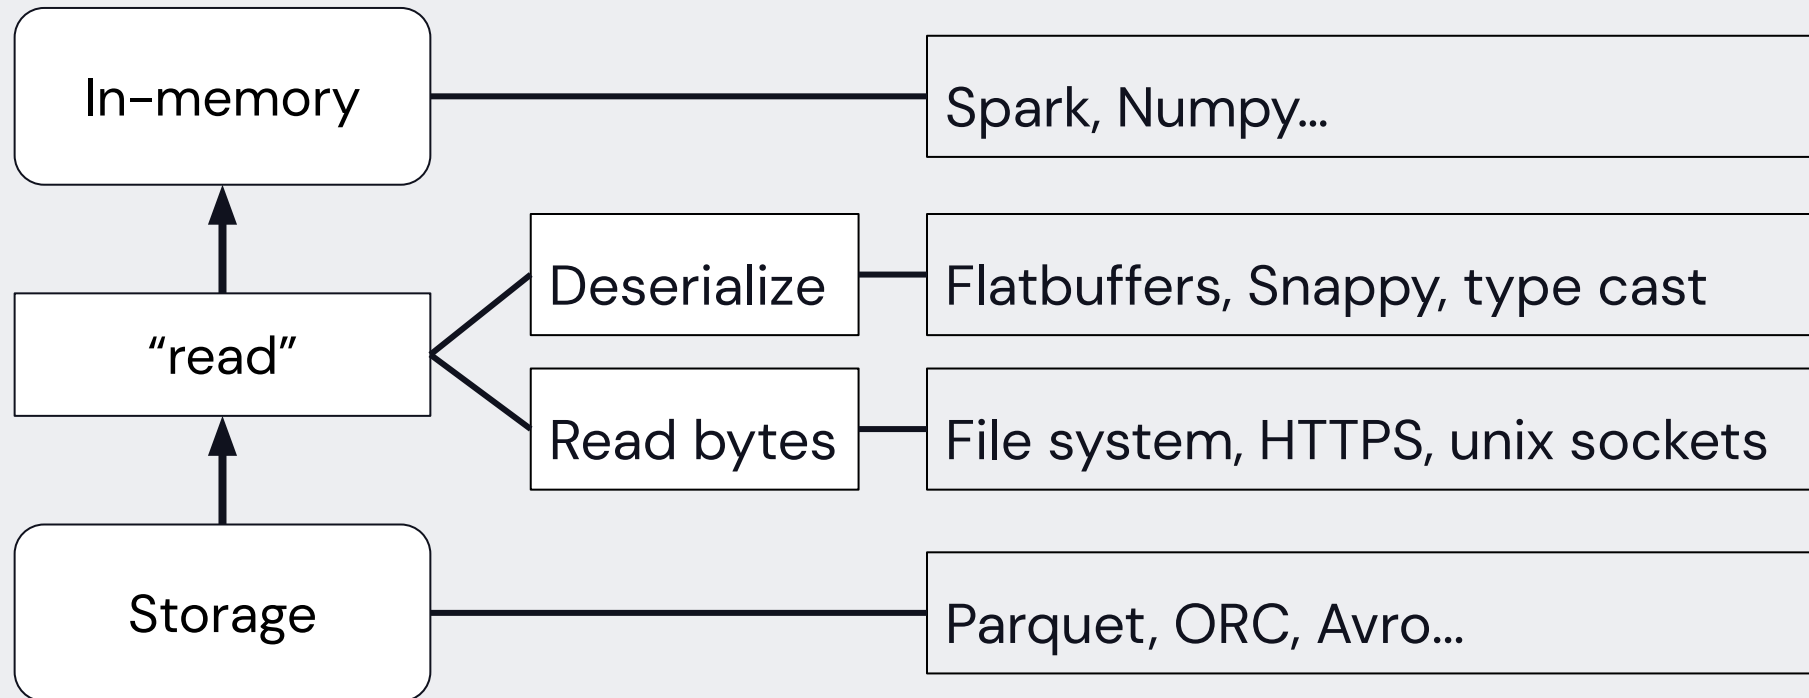 In-memory
Spark, Numpy...
Deserialize
Flatbuffers, Snappy, type cast
“read”
Read bytes
File system, HTTPS, unix sockets
Storage
Parquet, ORC, Avro...